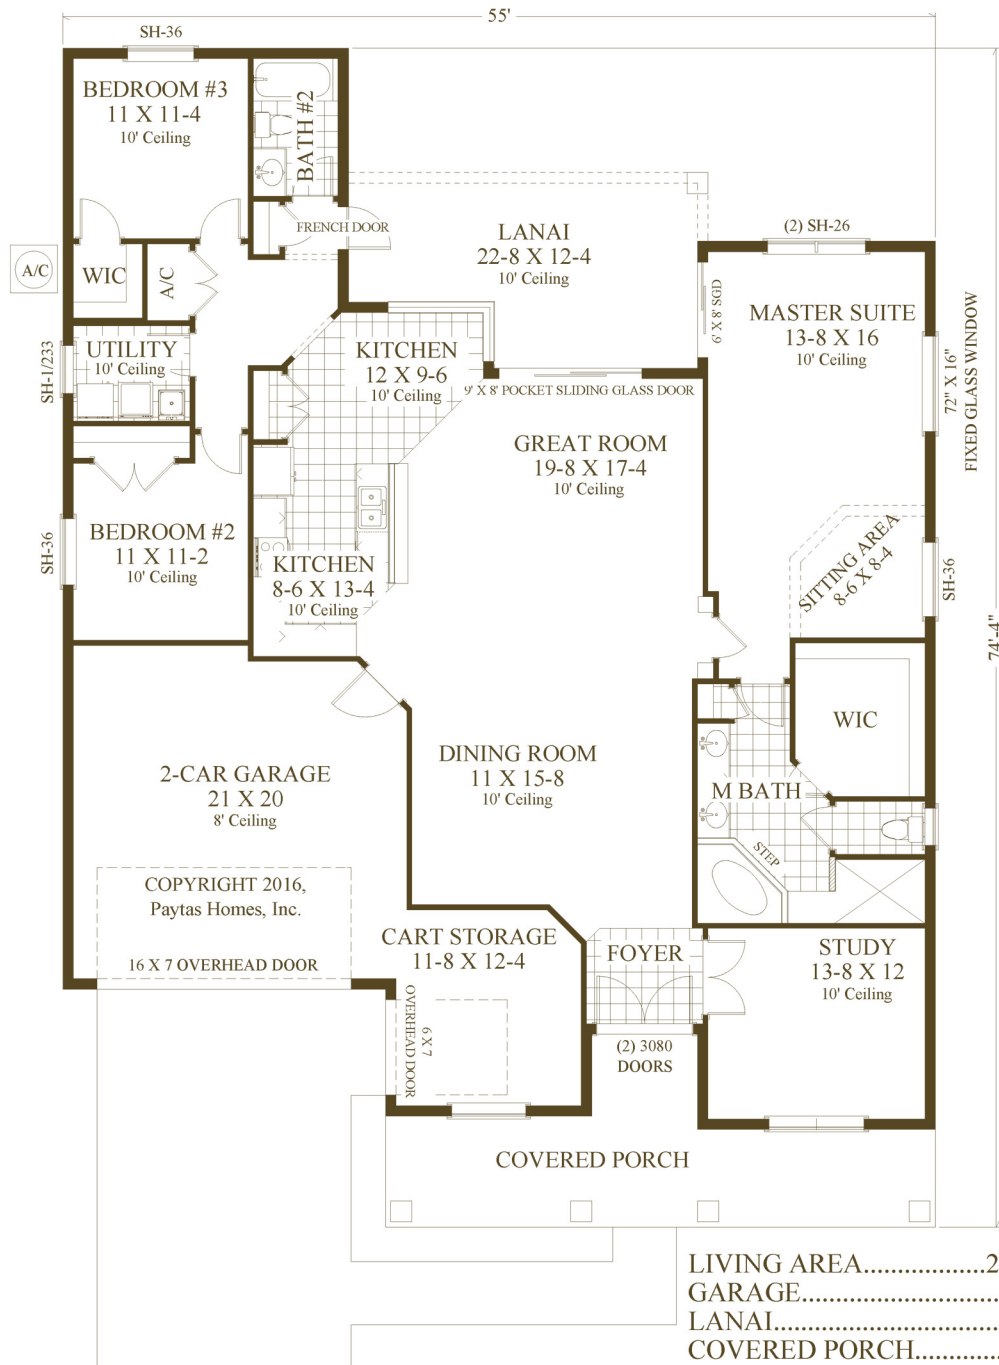 55'
SH-36
BEDROOM #3
11 X 11-4
10' Ceiling
BATH #2
FRENCH DOOR
LANAI
22-8 X 12-4
10' Ceiling
(2) SH-26
A/C
WIC
A/C
6' X 8' SGD
MASTER SUITE
13-8 X 16
10' Ceiling
72" X 16"
FIXED GLASS WINDOW
UTILITY
10' Ceiling
SH-1/233
KITCHEN
12 X 9-6
10' Ceiling
9' X 8' POCKET SLIDING GLASS DOOR
GREAT ROOM
19-8 X 17-4
10' Ceiling
BEDROOM #2
11 X 11-2
10' Ceiling
SH-36
KITCHEN
8-6 X 13-4
10' Ceiling
SITTING AREA
8-6 X 8-4
SH-36
74'-4"
WIC
DINING ROOM
11 X 15-8
10' Ceiling
2-CAR GARAGE
21 X 20
8' Ceiling
M BATH
STEP
COPYRIGHT 2016,
Paytas Homes, Inc.
16 X 7 OVERHEAD DOOR
CART STORAGE
11-8 X 12-4
6 X 7
OVERHEAD DOOR
FOYER
STUDY
13-8 X 12
10' Ceiling
(2) 3080
DOORS
COVERED PORCH
LIVING AREA..................2
GARAGE.............................
LANAI.................................
COVERED PORCH............